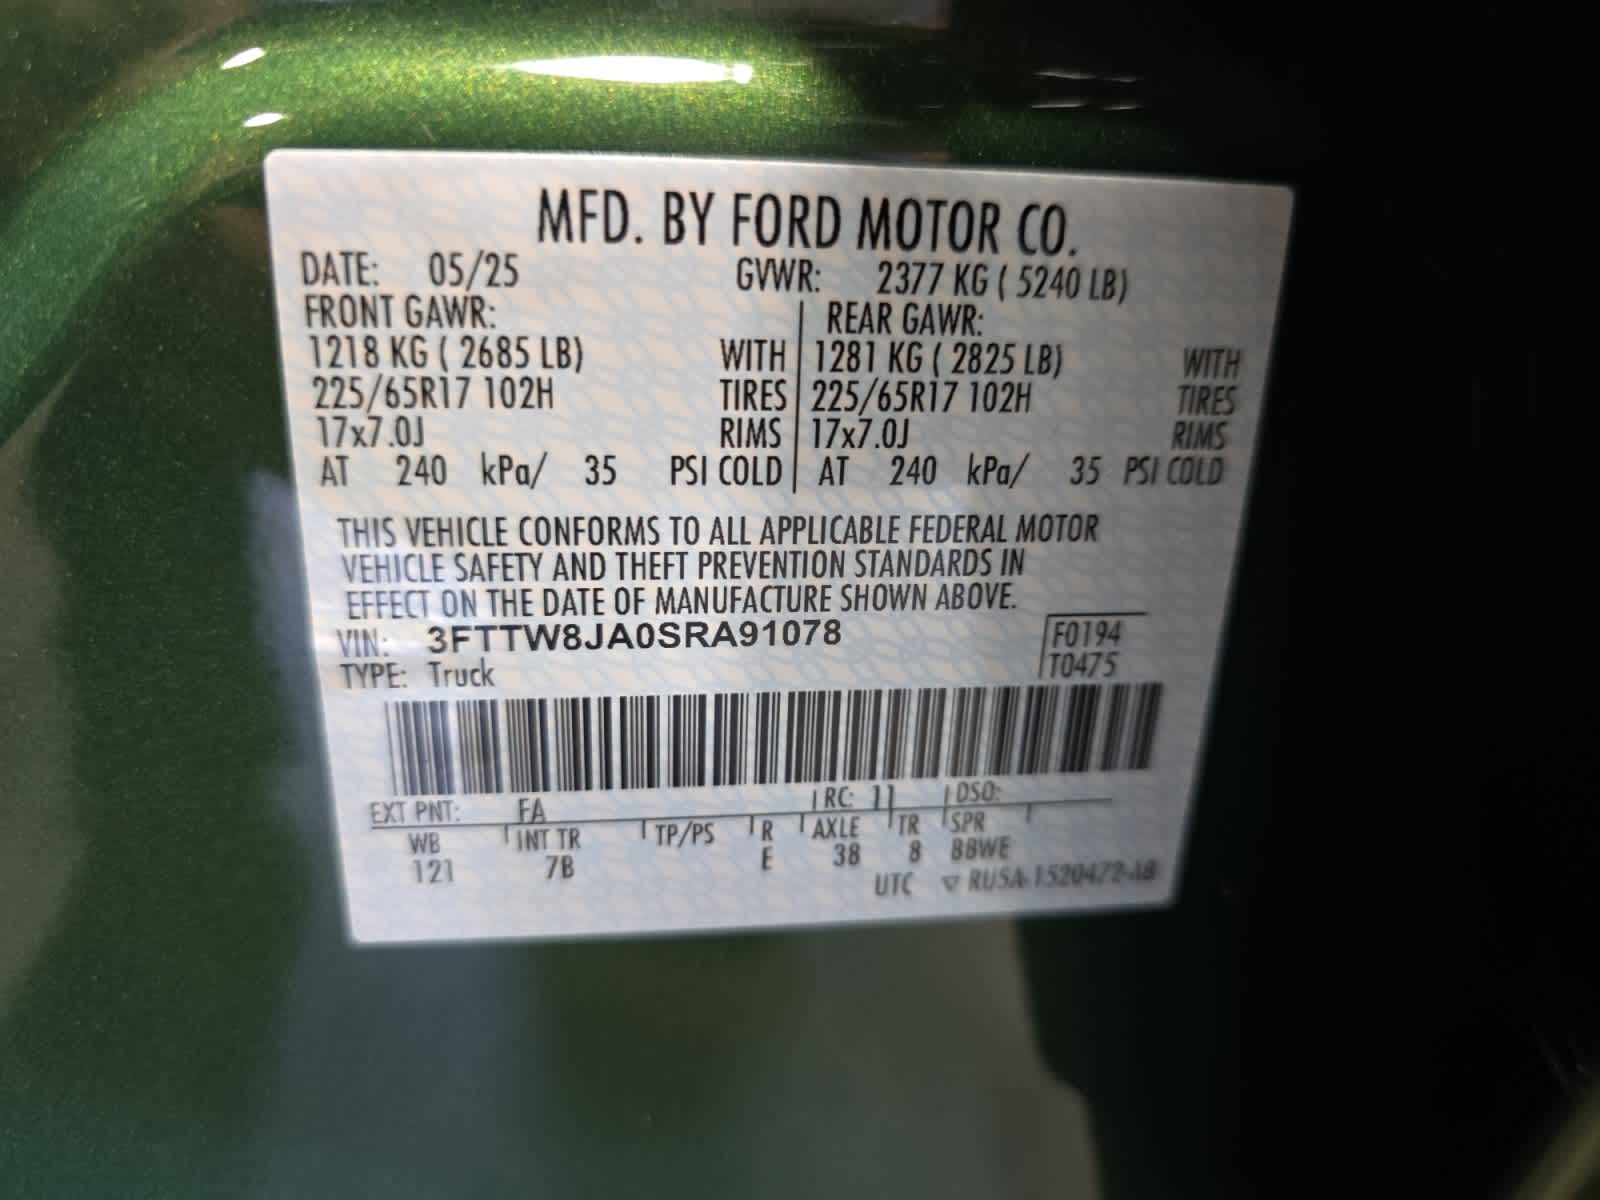 MFD. BY FORD MOTOR CO.
DATE: 05/25 GVWR: 2377 KG ( 5240 LB)
FRONT GAWR: REAR GAWR:
1218 KG ( 2685 LB) WITH 1281 KG ( 2825 LB) WITH
225/65R17 102H TIRES 225/65R17 102H TIRES
17x7.0J RIMS 17x7.0J RIMS
AT 240 kPa/ 35 PSI COLD AT 240 kPa/ 35 PSI COLD
THIS VEHICLE CONFORMS TO ALL APPLICABLE FEDERAL MOTOR
VEHICLE SAFETY AND THEFT PREVENTION STANDARDS IN
EFFECT ON THE DATE OF MANUFACTURE SHOWN ABOVE.
VIN: 3FTTW8JA0SRA91078 F0194
TYPE: Truck T0475
EXT PNT: FA RC: 11 DSO:
WB INT TR TP/PS R AXLE TR SPR
121 7B E 38 8 BBWE
UTC ▽ RUSA-1520472-AB